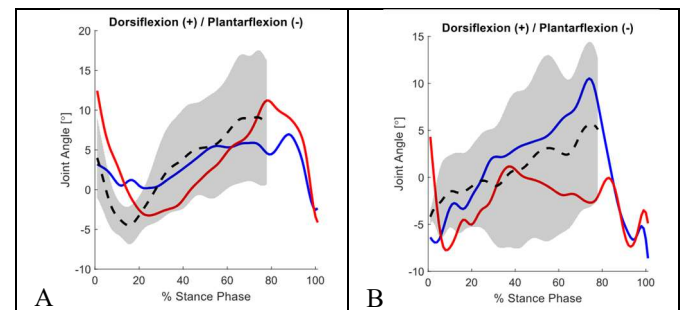 Dorsiflexion (+) / Plantarflexion (-)
20
15
10
5
0
-5
-10
Joint Angle [°]
0 20 40 60 80 100
% Stance Phase
A
Dorsiflexion (+) / Plantarflexion (-)
15
10
5
0
-5
-10
Joint Angle [°]
0 20 40 60 80 100
% Stance Phase
B